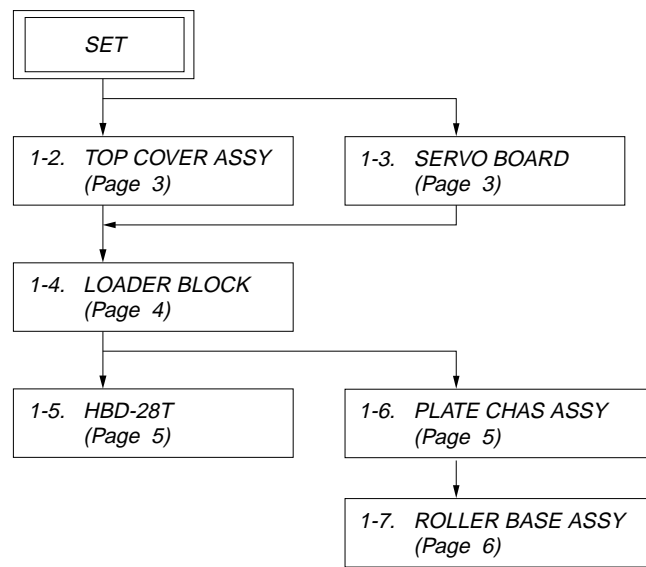 SET
1-2. TOP COVER ASSY
(Page 3)
1-3. SERVO BOARD
(Page 3)
1-4. LOADER BLOCK
(Page 4)
1-5. HBD-28T
(Page 5)
1-6. PLATE CHAS ASSY
(Page 5)
1-7. ROLLER BASE ASSY
(Page 6)